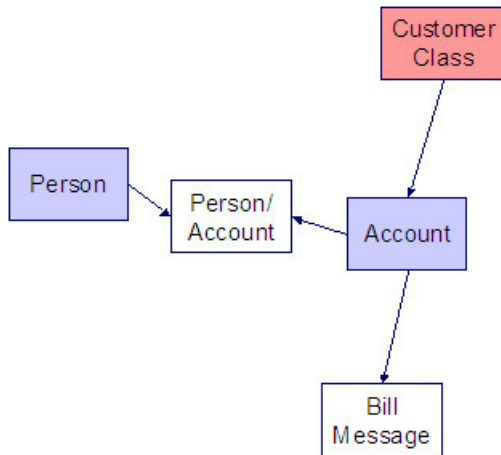 Customer
Class
Person
Person/
Account
Account
Bill
Message